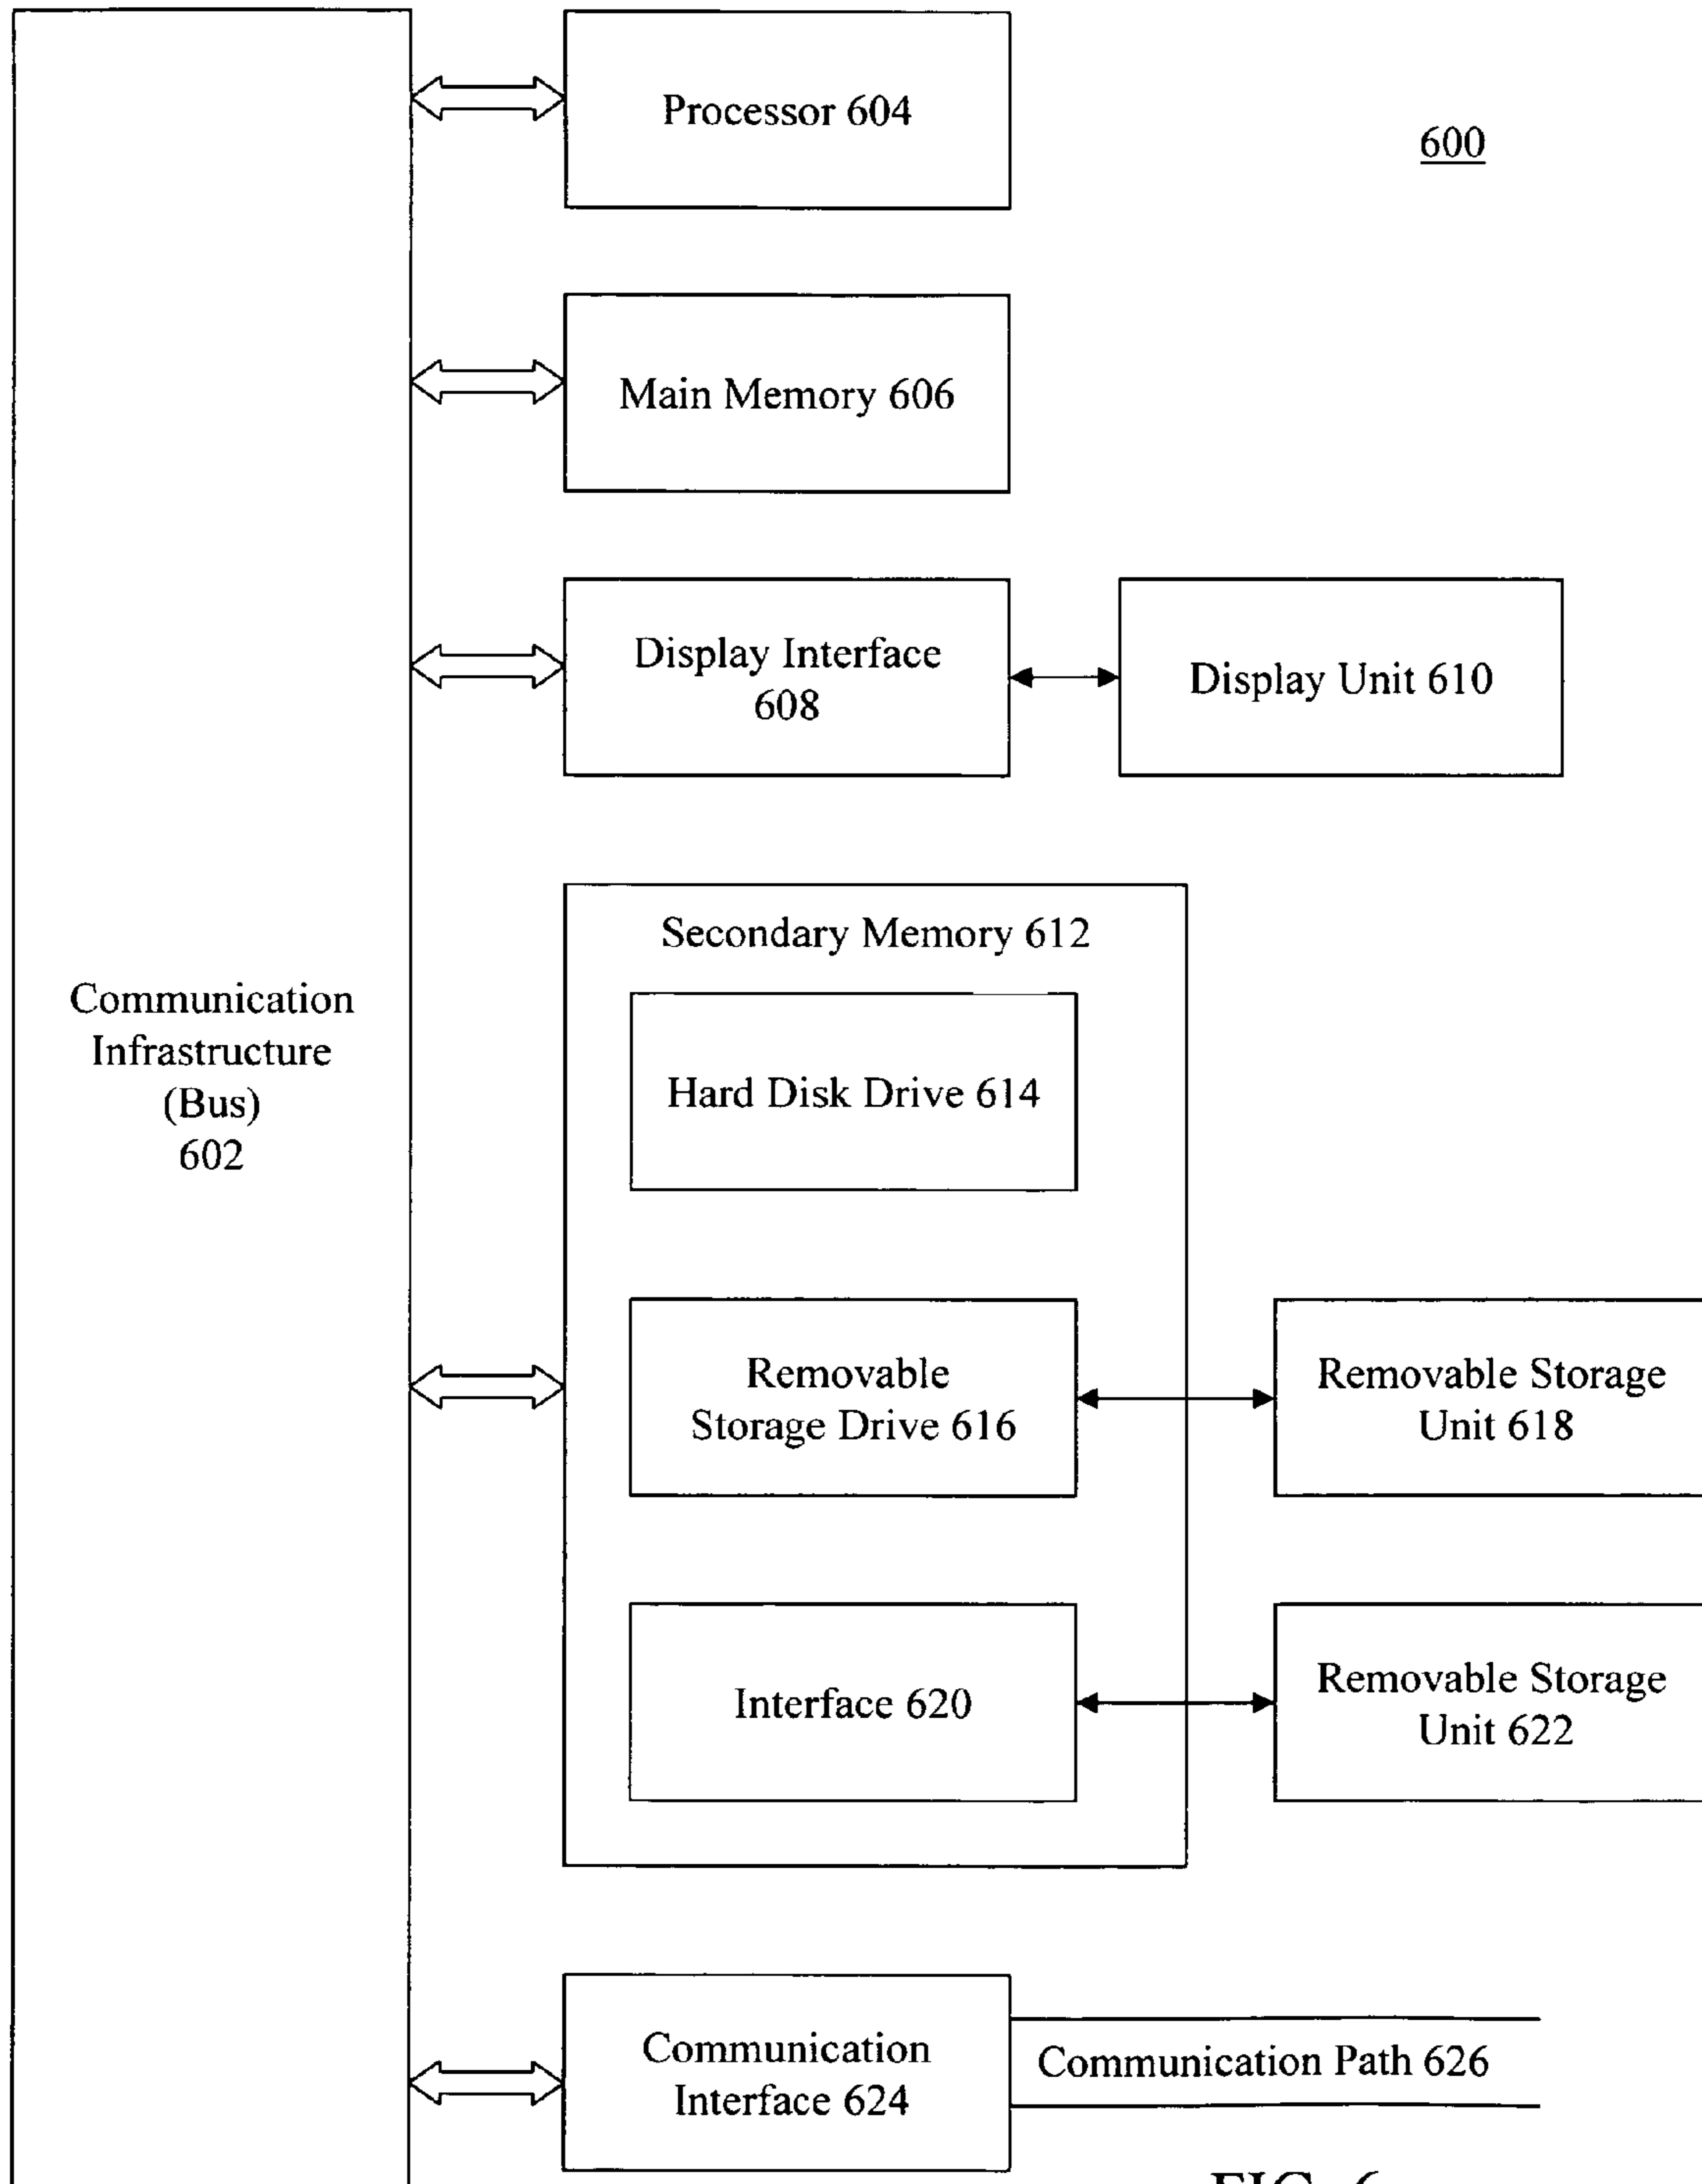 Processor 604
600
Main Memory 606
Display Interface
608
Display Unit 610
Secondary Memory 612
Hard Disk Drive 614
Communication
Infrastructure
(Bus)
602
Removable
Storage Drive 616
Removable Storage
Unit 618
Interface 620
Removable Storage
Unit 622
Communication
Interface 624
Communication Path 626
FIG. 6